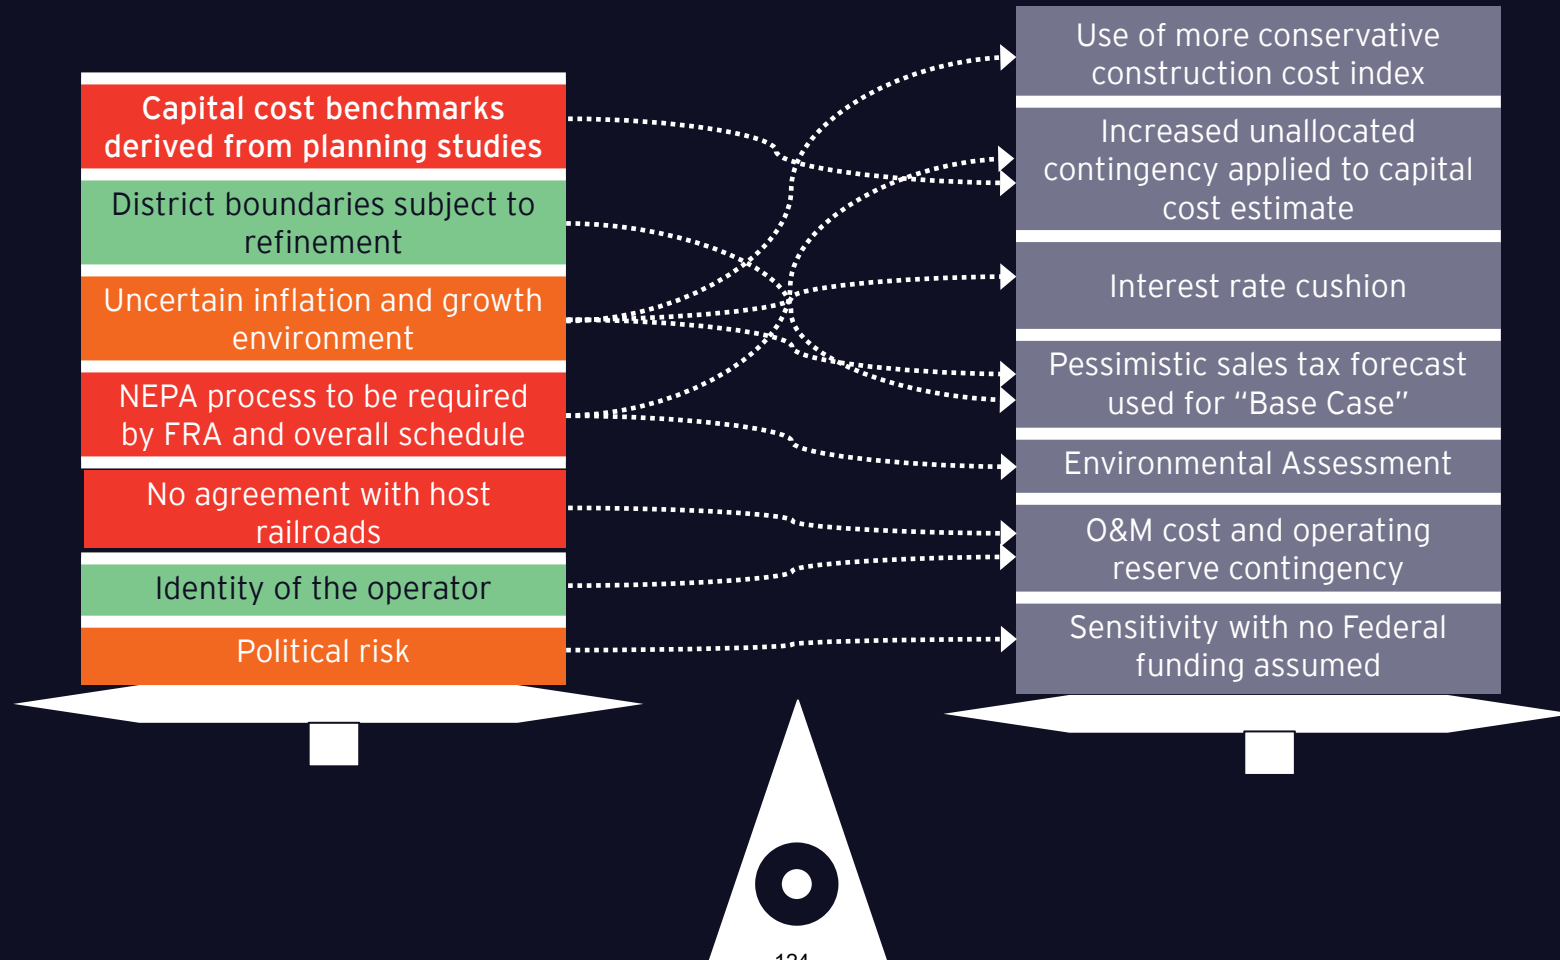 Capital cost benchmarks
derived from planning studies
District boundaries subject to
refinement
Uncertain inflation and growth
environment
NEPA process to be required
by FRA and overall schedule
No agreement with host
railroads
Identity of the operator
Political risk
Use of more conservative
construction cost index
Increased unallocated
contingency applied to capital
cost estimate
Interest rate cushion
Pessimistic sales tax forecast
used for “Base Case”
Environmental Assessment
O&M cost and operating
reserve contingency
Sensitivity with no Federal
funding assumed